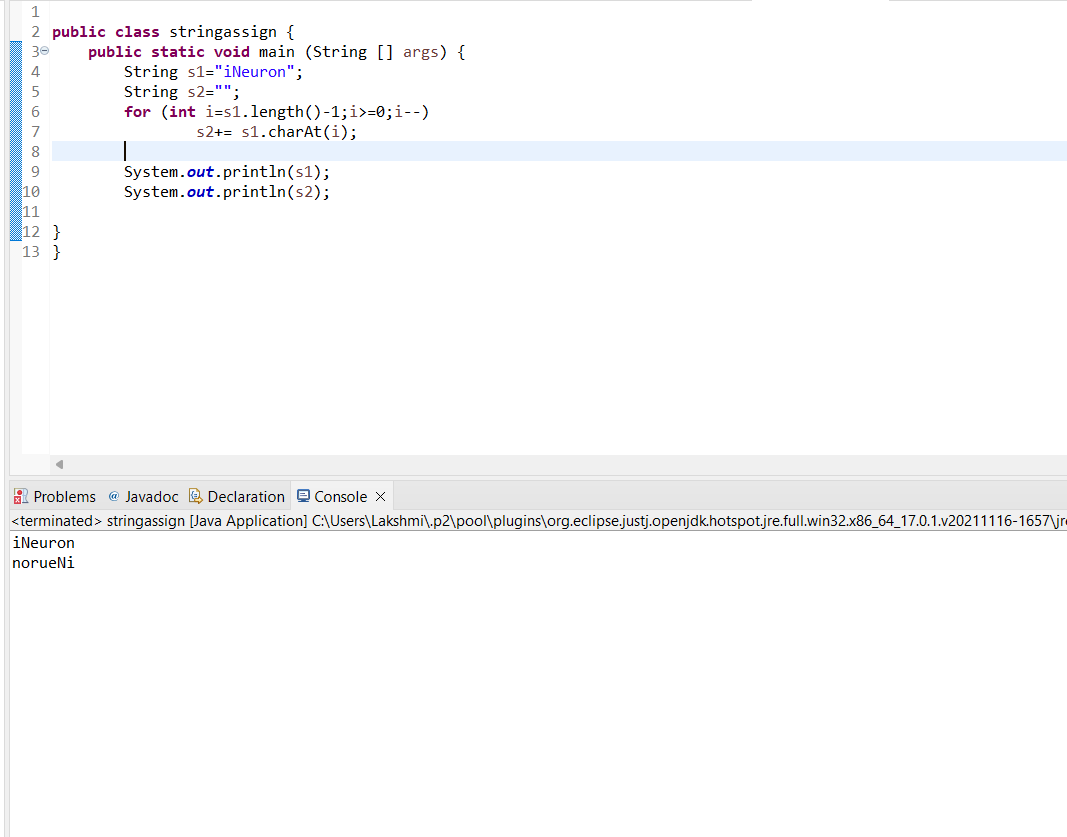 1
2 public class stringassign {
3 public static void main (String [] args) {
4 String s1="iNeuron";
5 String s2="";
6 for (int i=s1.length()-1;i>=0;i--)
7 s2+= s1.charAt(i);
8
9 System.out.println(s1);
10 System.out.println(s2);
11
12 }
13 }
Problems @ Javadoc Declaration Console
<terminated> stringassign [Java Application] C:\Users\Lakshmi\.p2\pool\plugins\org.eclipse.justj.openjdk.hotspot.jre.full.win32.x86_64_17.0.1.v20211116-1657\jre
iNeuron
norueNi